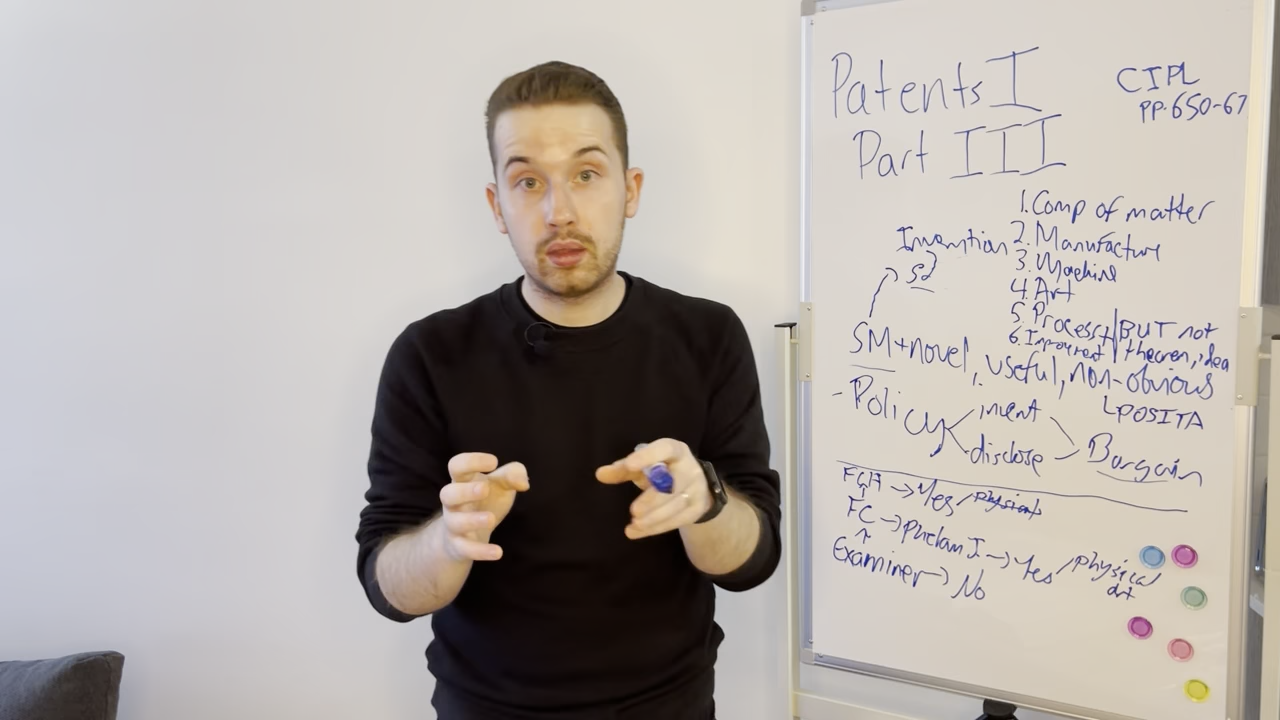 Patents I
Part III
CIPL
PP. 650-67
1. Comp of matter
Invention 2. Manufacture
S2 3. Machine
4. Art
5. Process BUT not
6. Improvement theorem, idea
SM + novel, useful, non-obvious
POSITA
- Policy invent
disclose Bargain
FCA → Yes / physical
FC → Phelan J → Yes / physical
Examiner → No